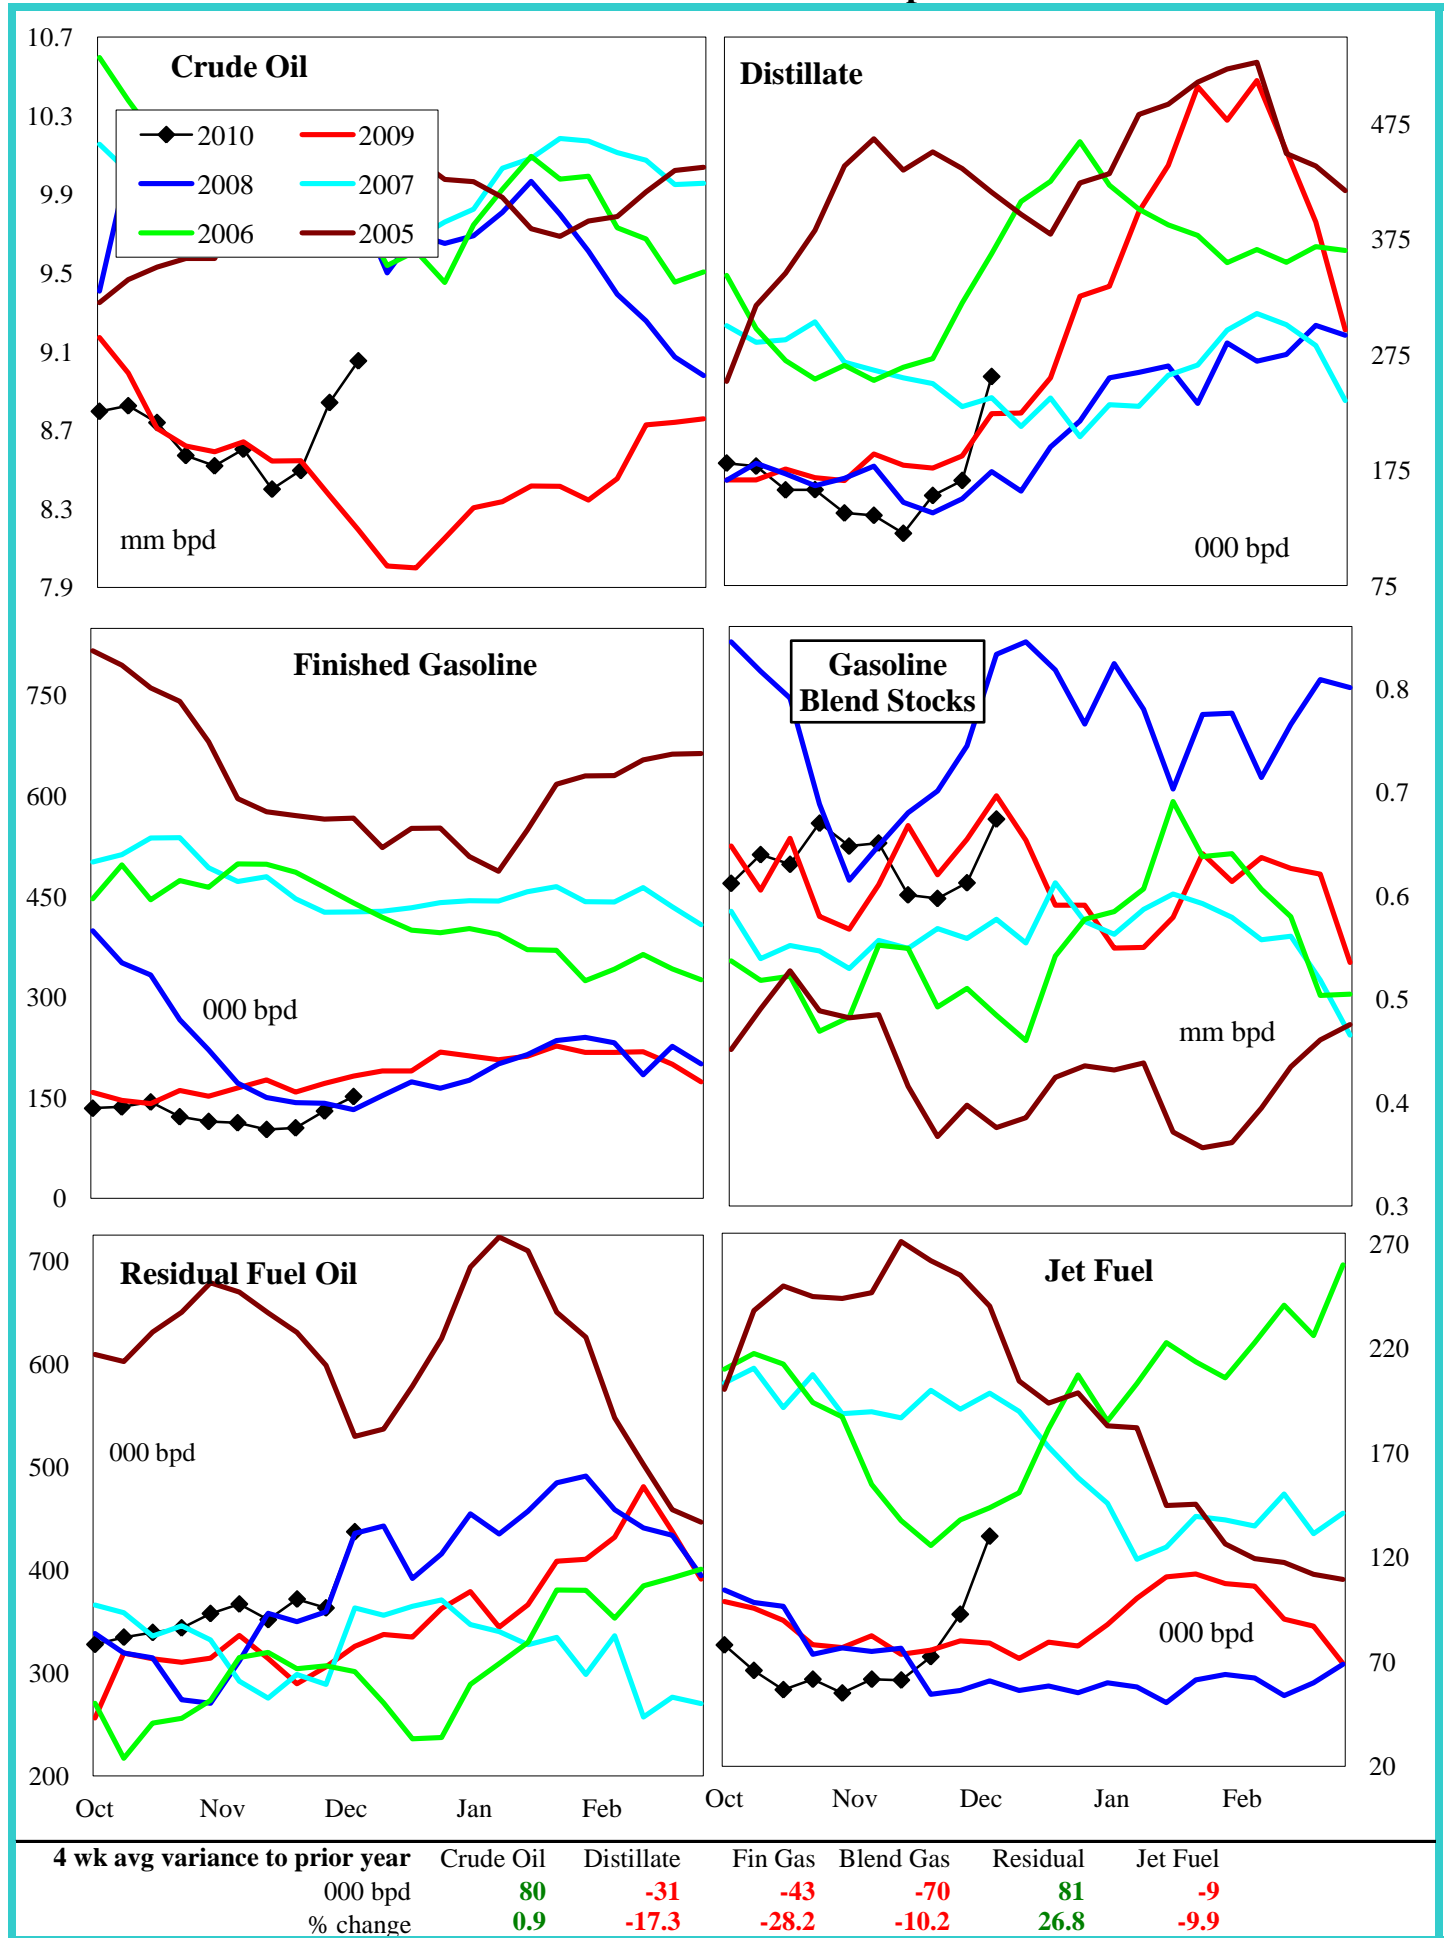 Crude Oil
2010 2009
2008 2007
2006 2005
mm bpd
10.7
10.3
9.9
9.5
9.1
8.7
8.3
7.9
Distillate
000 bpd
475
375
275
175
75
Finished Gasoline
000 bpd
750
600
450
300
150
0
Gasoline
Blend Stocks
mm bpd
0.8
0.7
0.6
0.5
0.4
0.3
Residual Fuel Oil
000 bpd
700
600
500
400
300
200
Oct Nov Dec Jan Feb
Jet Fuel
000 bpd
270
220
170
120
70
20
Oct Nov Dec Jan Feb
4 wk avg variance to prior year Crude Oil Distillate Fin Gas Blend Gas Residual Jet Fuel
000 bpd 80 -31 -43 -70 81 -9
% change 0.9 -17.3 -28.2 -10.2 26.8 -9.9